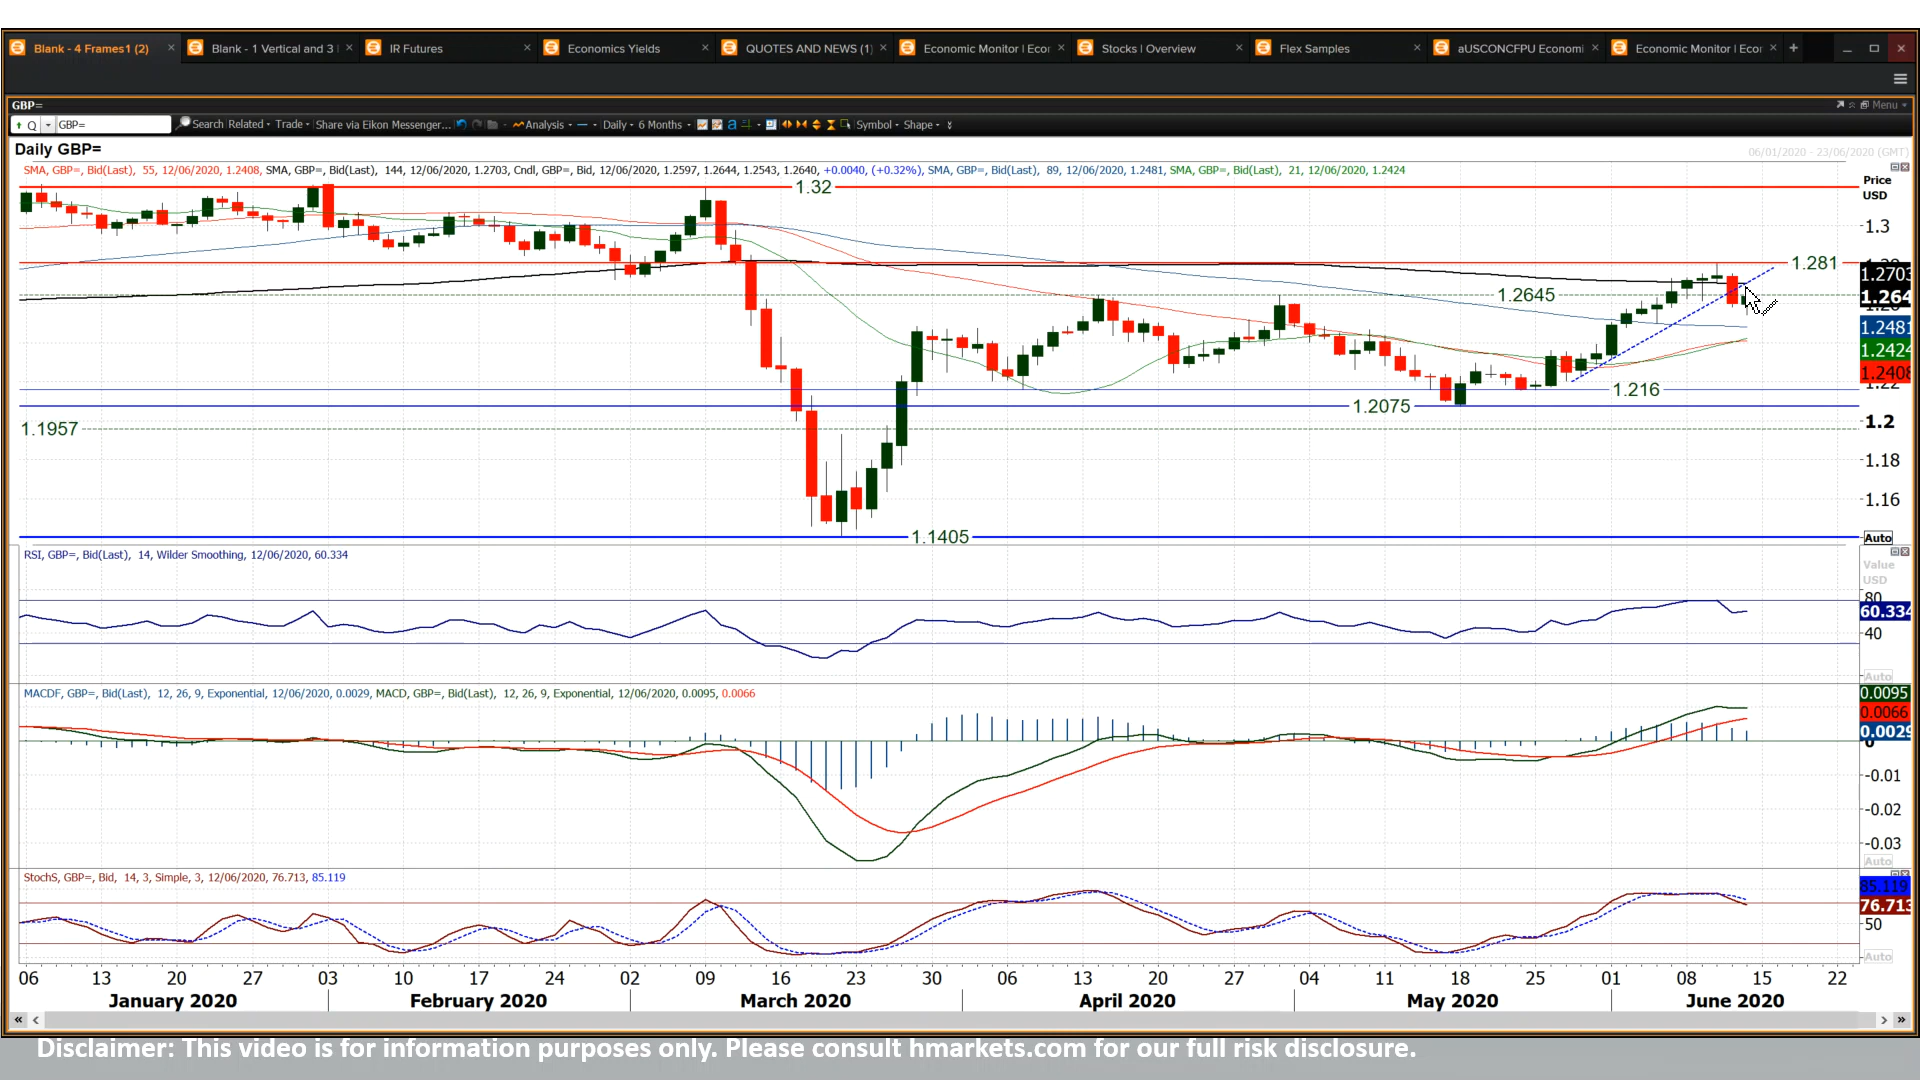 Blank - 4 Frames1 (2) Blank - 1 Vertical and 3 IR Futures Economics Yields QUOTES AND NEWS (1) Economic Monitor | Ecor Stocks | Overview Flex Samples aUSCONCFPU Economi Economic Monitor | Ecor
GBP= Menu
Q GBP= Search Related Trade Share via Eikon Messenger... Analysis Daily 6 Months Symbol Shape
Daily GBP=
06/01/2020 - 23/06/2020 (GMT)
SMA, GBP=, Bid(Last), 55, 12/06/2020, 1.2408, SMA, GBP=, Bid(Last), 144, 12/06/2020, 1.2703, Cndl, GBP=, Bid, 12/06/2020, 1.2597, 1.2644, 1.2543, 1.2640, +0.0040, (+0.32%), SMA, GBP=, Bid(Last), 89, 12/06/2020, 1.2481, SMA, GBP=, Bid(Last), 21, 12/06/2020, 1.2424
Price
USD
1.32
1.3
1.281
1.2703
1.2645
1.264
1.2481
1.2424
1.2408
1.22
1.216
1.2075
1.2
1.1957
1.18
1.16
1.1405
Auto
RSI, GBP=, Bid(Last), 14, Wilder Smoothing, 12/06/2020, 60.334
Value
USD
80
60.334
40
Auto
MACDF, GBP=, Bid(Last), 12, 26, 9, Exponential, 12/06/2020, 0.0029, MACD, GBP=, Bid(Last), 12, 26, 9, Exponential, 12/06/2020, 0.0095, 0.0066
0.0095
0.0066
0.0029
0
-0.01
-0.02
-0.03
Auto
StochS, GBP=, Bid, 14, 3, Simple, 3, 12/06/2020, 76.713, 85.119
85.119
76.713
50
Auto
06 13 20 27 03 10 17 24 02 09 16 23 30 06 13 20 27 04 11 18 25 01 08 15 22
January 2020 February 2020 March 2020 April 2020 May 2020 June 2020
Disclaimer: This video is for information purposes only. Please consult hmarkets.com for our full risk disclosure.